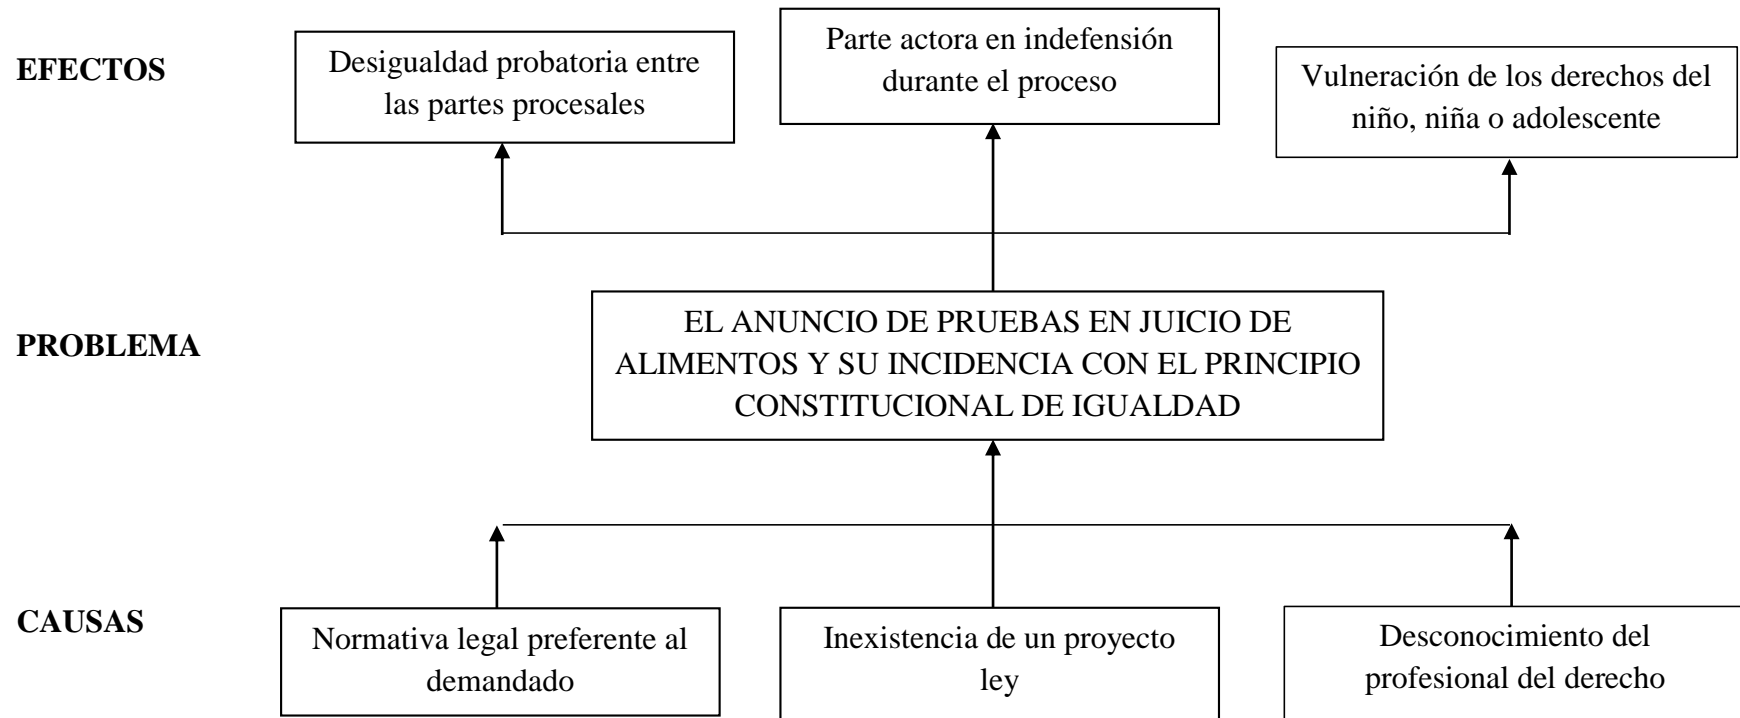 EFECTOS
Desigualdad probatoria entre
las partes procesales
Parte actora en indefensión
durante el proceso
Vulneración de los derechos del
niño, niña o adolescente
PROBLEMA
EL ANUNCIO DE PRUEBAS EN JUICIO DE
ALIMENTOS Y SU INCIDENCIA CON EL PRINCIPIO
CONSTITUCIONAL DE IGUALDAD
CAUSAS
Normativa legal preferente al
demandado
Inexistencia de un proyecto
ley
Desconocimiento del
profesional del derecho